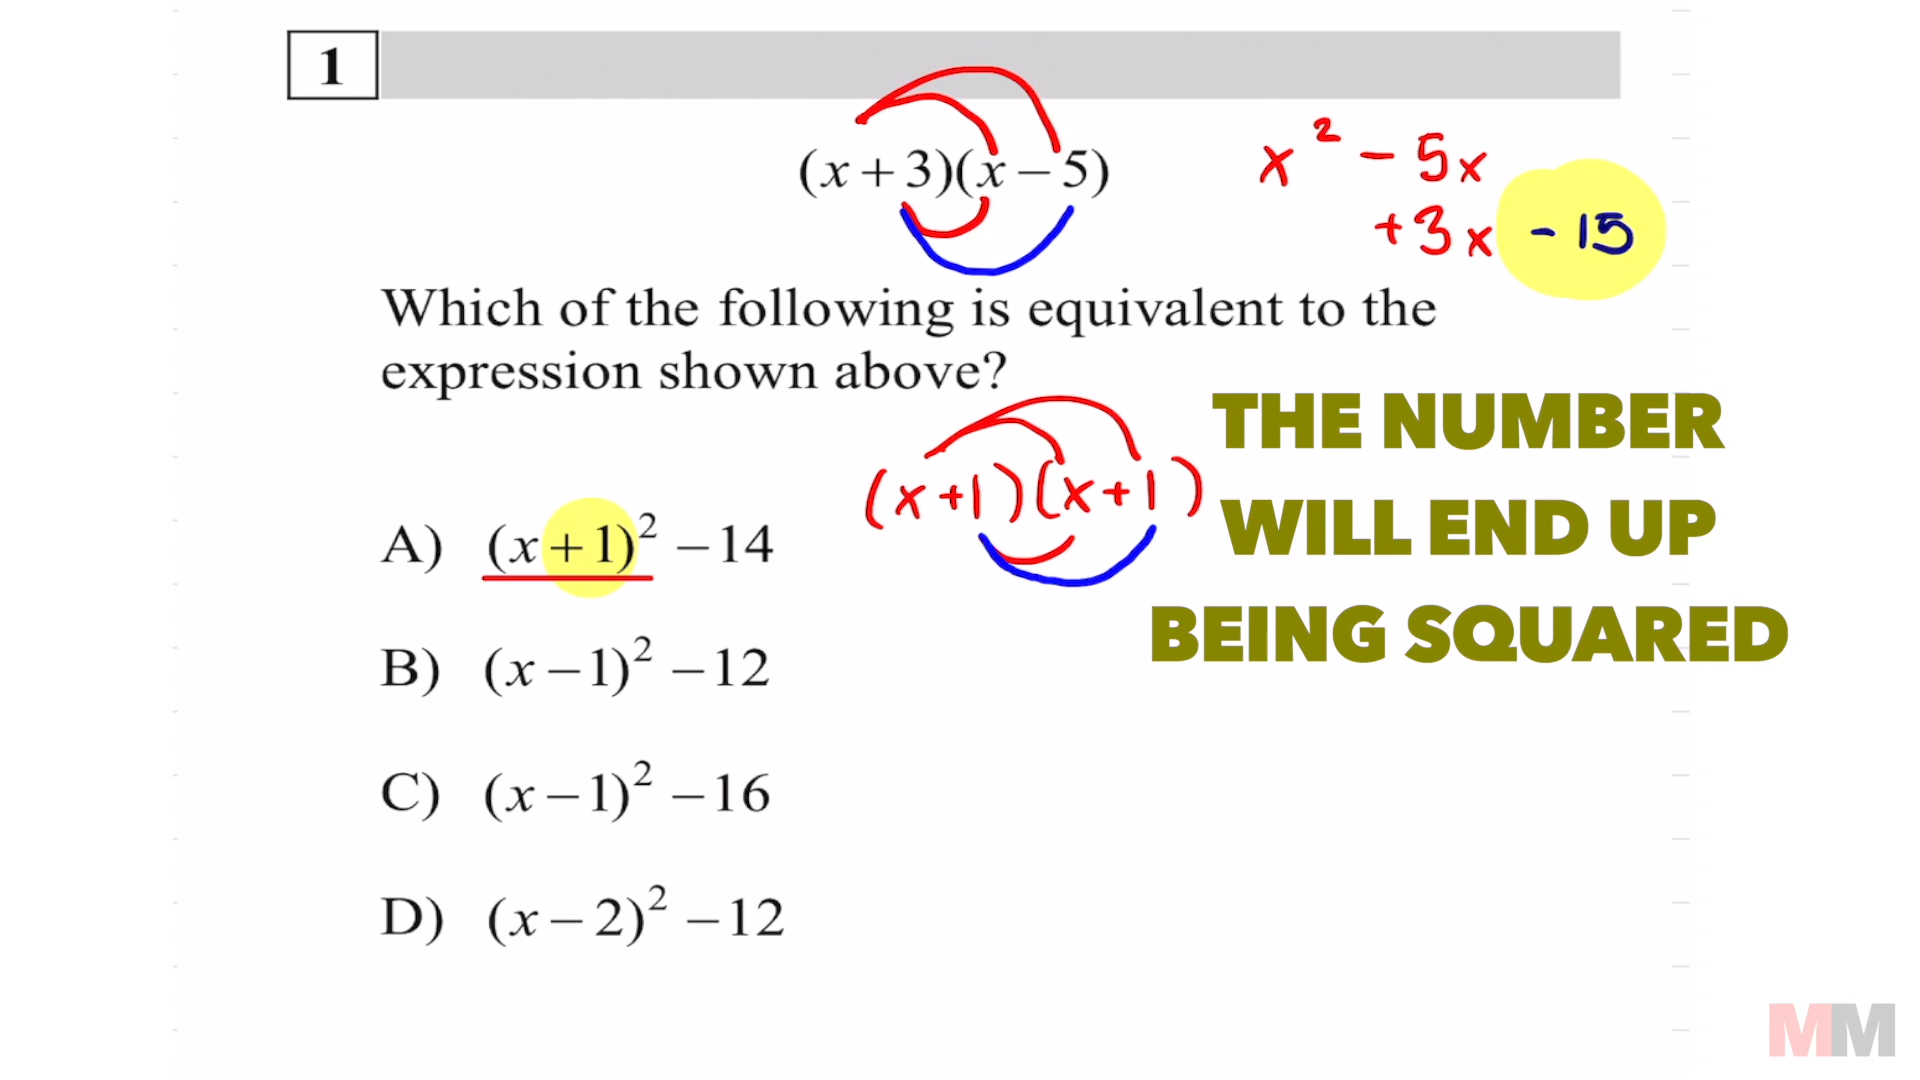 1
(x + 3)(x − 5)
x² − 5x
+3x − 15
Which of the following is equivalent to the
expression shown above?
(x+1)(x+1)
THE NUMBER
WILL END UP
BEING SQUARED
A) (x + 1)² − 14
B) (x − 1)² − 12
C) (x − 1)² − 16
D) (x − 2)² − 12
MM